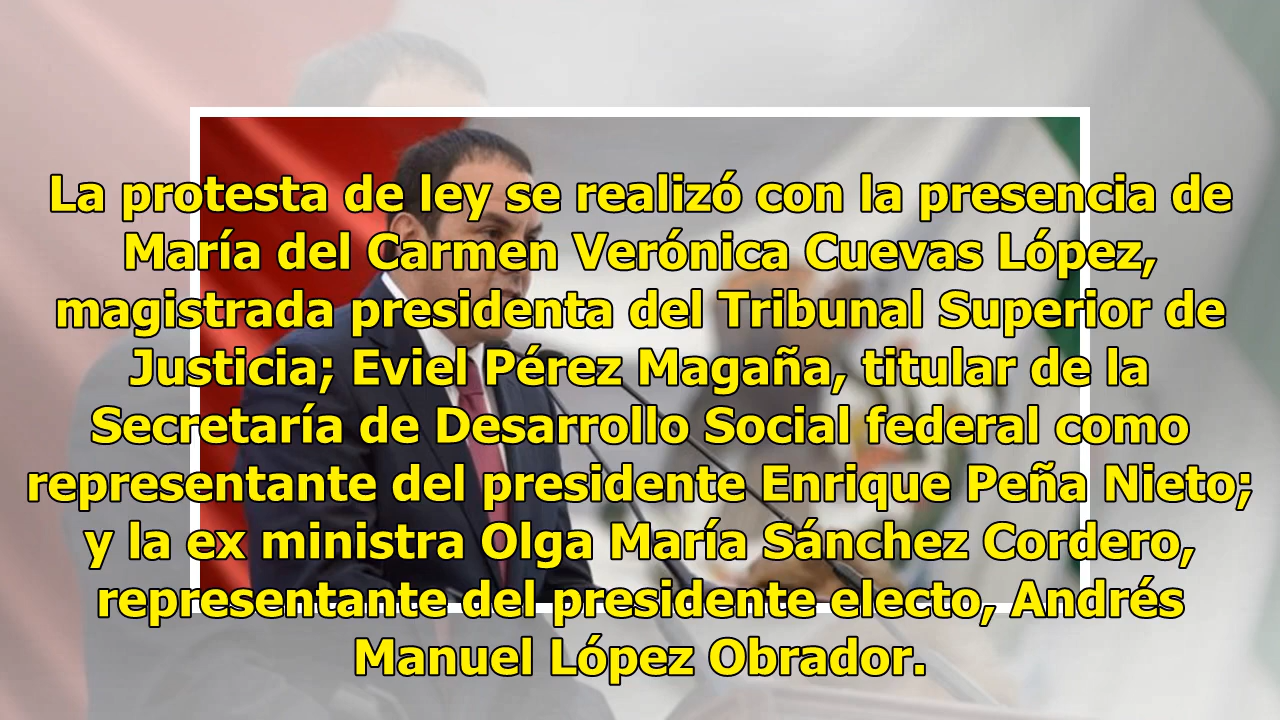 La protesta de ley se realizó con la presencia de
María del Carmen Verónica Cuevas López,
magistrada presidenta del Tribunal Superior de
Justicia; Eviel Pérez Magaña, titular de la
Secretaría de Desarrollo Social federal como
representante del presidente Enrique Peña Nieto;
y la ex ministra Olga María Sánchez Cordero,
representante del presidente electo, Andrés
Manuel López Obrador.